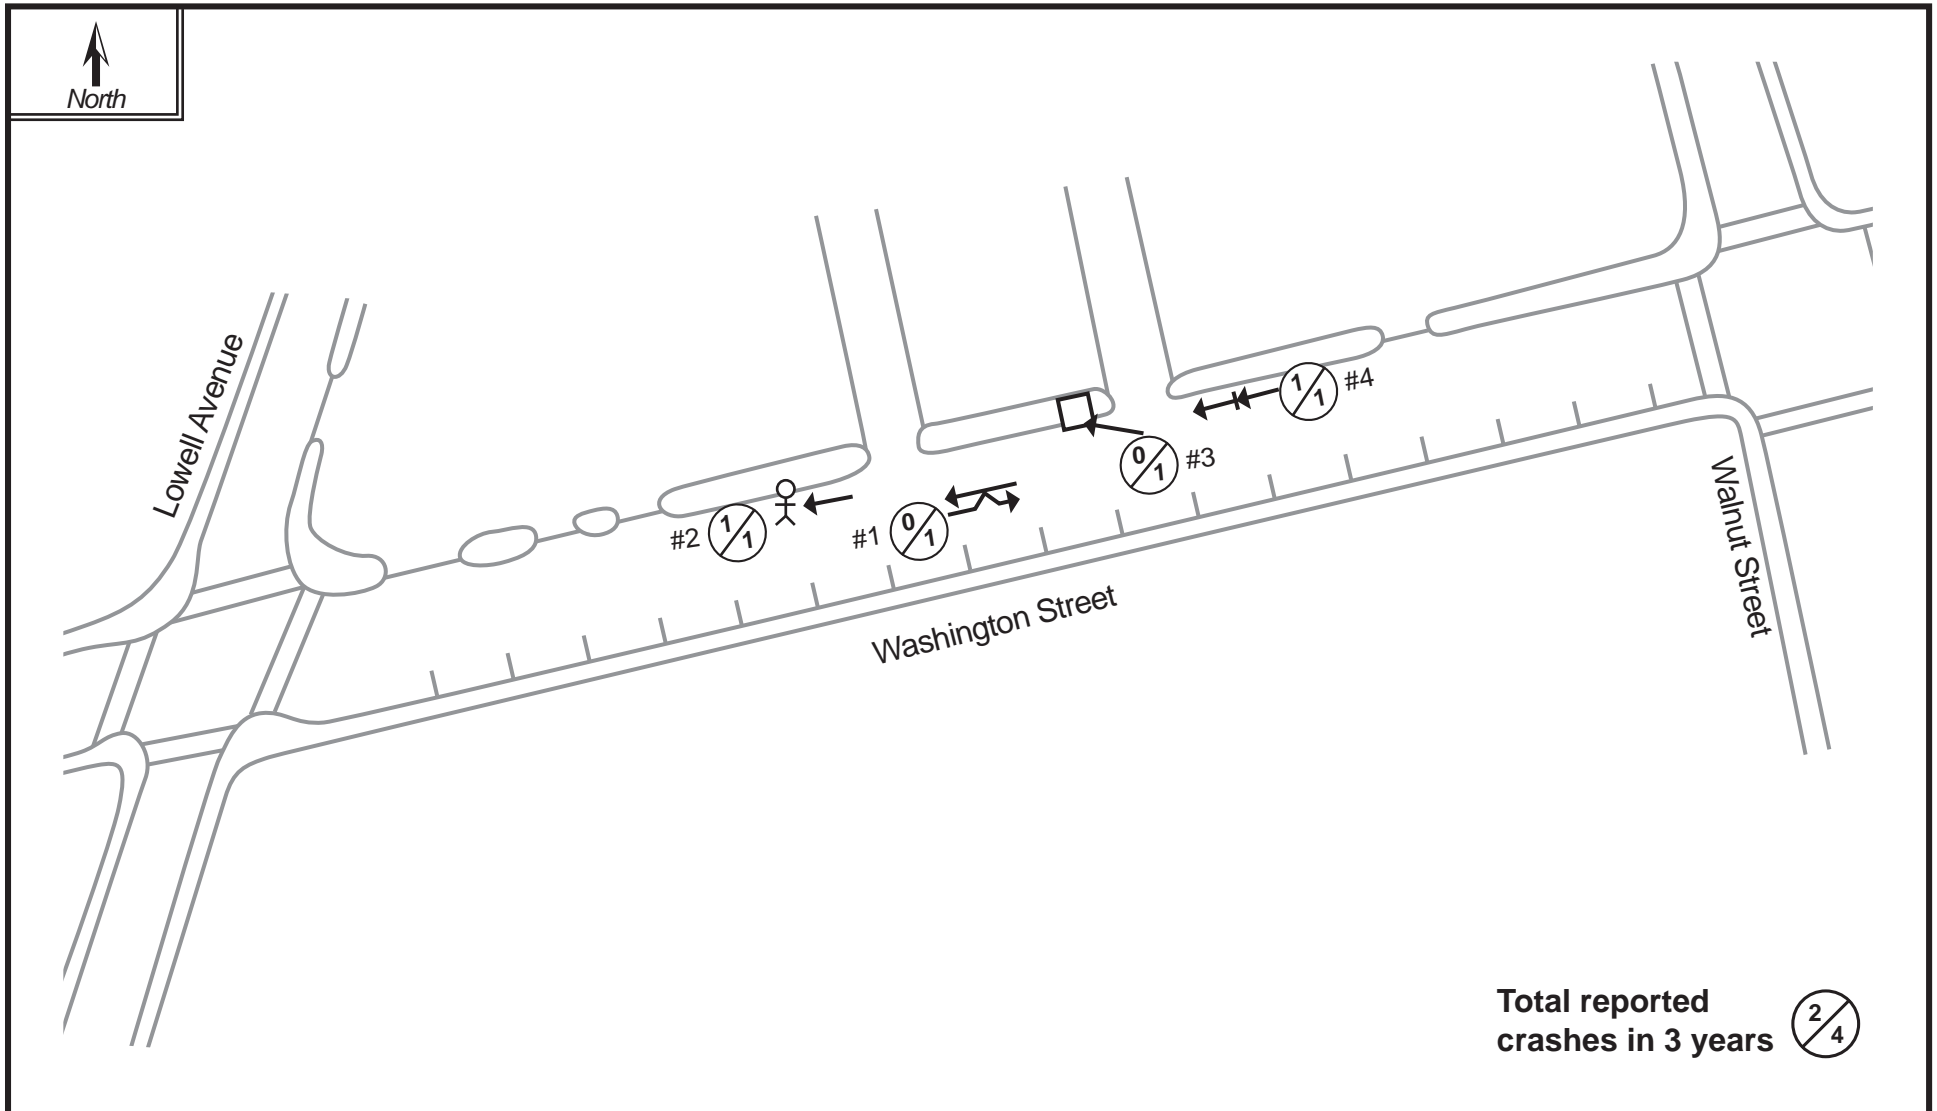 North
Lowell Avenue
1/1 #4
0/1 #3
#2 1/1
#1 0/1
Walnut Street
Washington Street
Total reported
crashes in 3 years
2/4